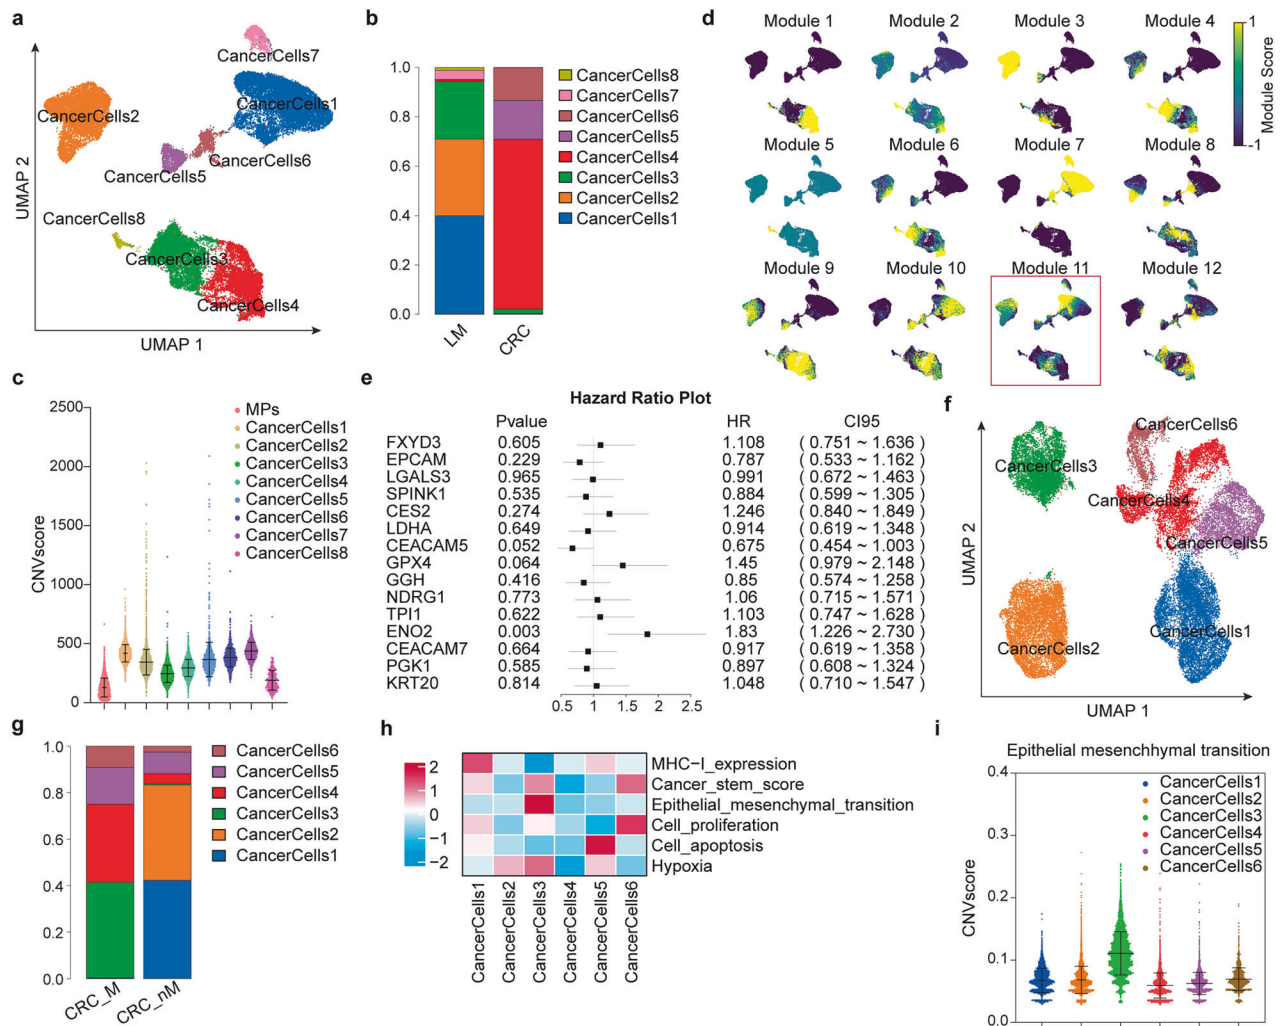 a
UMAP 2
UMAP 1
CancerCells7
CancerCells1
CancerCells2
CancerCells6
CancerCells5
CancerCells8
CancerCells3
CancerCells4
b
1.0
0.8
0.6
0.4
0.2
0.0
LM
CRC
CancerCells8
CancerCells7
CancerCells6
CancerCells5
CancerCells4
CancerCells3
CancerCells2
CancerCells1
d
Module 1 Module 2 Module 3 Module 4
Module 5 Module 6 Module 7 Module 8
Module 9 Module 10 Module 11 Module 12
1
-1
Module Score
c
CNVscore
2500
2000
1500
1000
500
0
MPs
CancerCells1
CancerCells2
CancerCells3
CancerCells4
CancerCells5
CancerCells6
CancerCells7
CancerCells8
e
Hazard Ratio Plot
Pvalue HR CI95
FXYD3 0.605 1.108 ( 0.751 ~ 1.636 )
EPCAM 0.229 0.787 ( 0.533 ~ 1.162 )
LGALS3 0.965 0.991 ( 0.672 ~ 1.463 )
SPINK1 0.535 0.884 ( 0.599 ~ 1.305 )
CES2 0.274 1.246 ( 0.840 ~ 1.849 )
LDHA 0.649 0.914 ( 0.619 ~ 1.348 )
CEACAM5 0.052 0.675 ( 0.454 ~ 1.003 )
GPX4 0.064 1.45 ( 0.979 ~ 2.148 )
GGH 0.416 0.85 ( 0.574 ~ 1.258 )
NDRG1 0.773 1.06 ( 0.715 ~ 1.571 )
TPI1 0.622 1.103 ( 0.747 ~ 1.628 )
ENO2 0.003 1.83 ( 1.226 ~ 2.730 )
CEACAM7 0.664 0.917 ( 0.619 ~ 1.358 )
PGK1 0.585 0.897 ( 0.608 ~ 1.324 )
KRT20 0.814 1.048 ( 0.710 ~ 1.547 )
0.5 1 1.5 2 2.5
f
UMAP 2
UMAP 1
CancerCells6
CancerCells3
CancerCells4
CancerCells5
CancerCells1
CancerCells2
g
1.0
0.8
0.6
0.4
0.2
0.0
CRC_M
CRC_nM
CancerCells6
CancerCells5
CancerCells4
CancerCells3
CancerCells2
CancerCells1
h
2
1
0
−1
−2
MHC−I_expression
Cancer_stem_score
Epithelial_mesenchymal_transition
Cell_proliferation
Cell_apoptosis
Hypoxia
CancerCells1
CancerCells2
CancerCells3
CancerCells4
CancerCells5
CancerCells6
i
Epithelial mesenchhymal transition
CNVscore
0.4
0.3
0.2
0.1
0.0
CancerCells1
CancerCells2
CancerCells3
CancerCells4
CancerCells5
CancerCells6